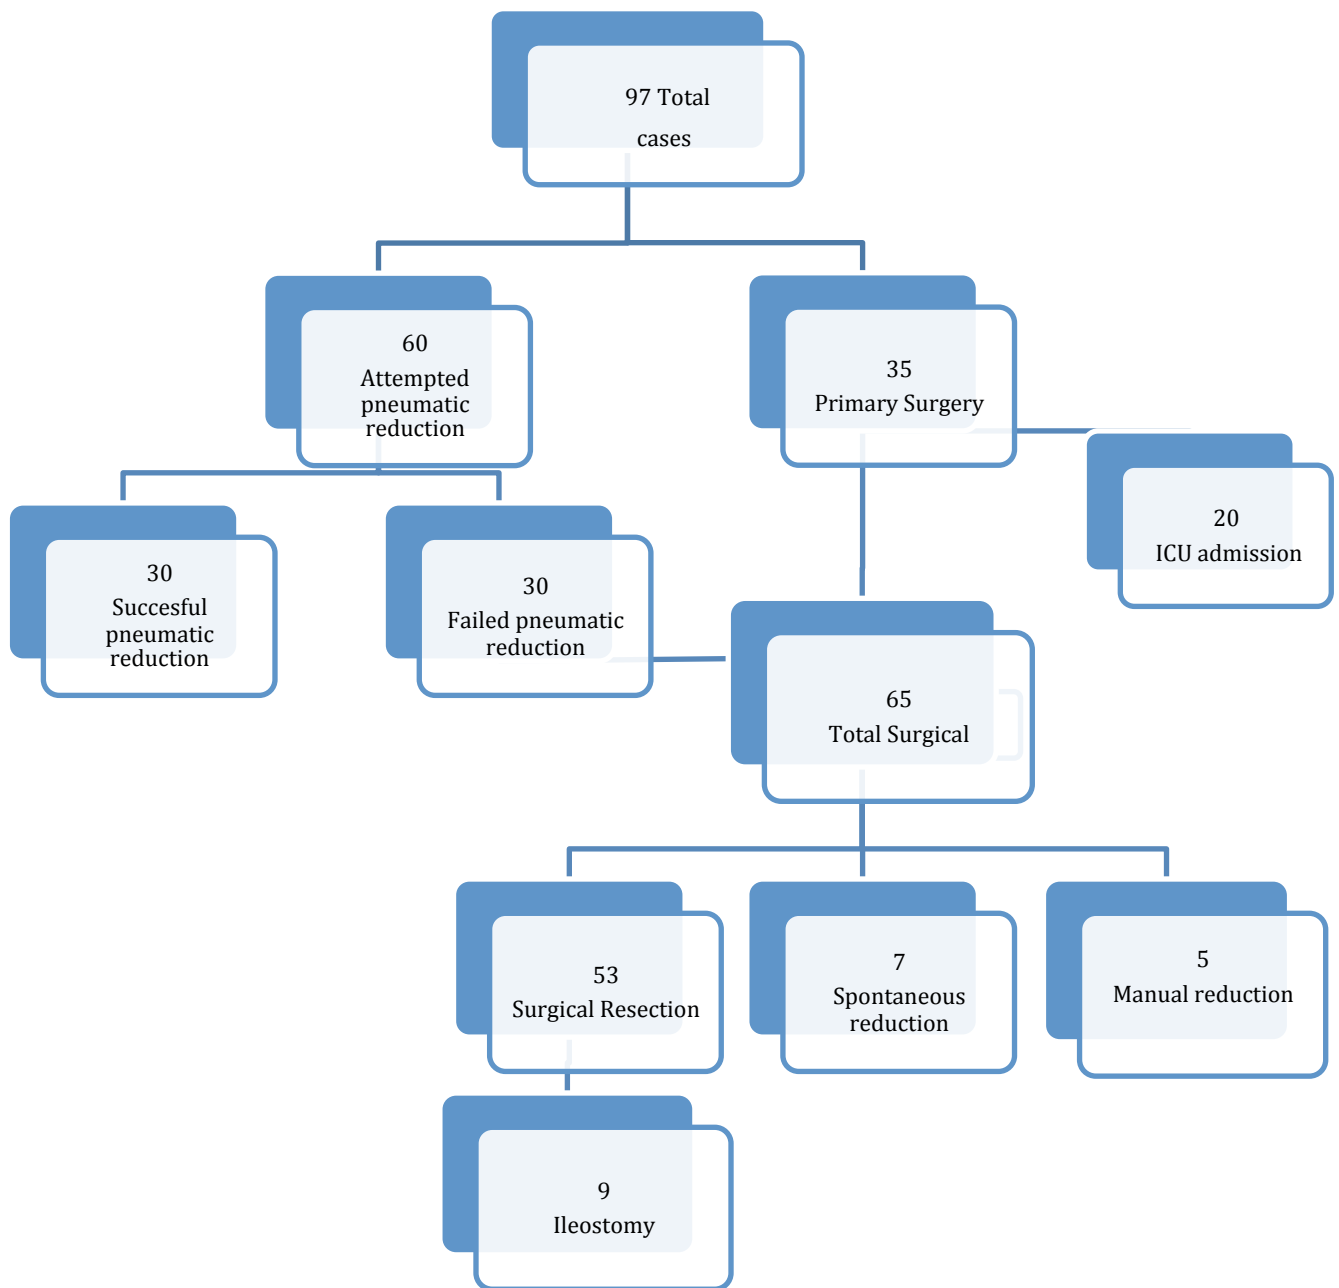 97 Total
cases
60
Attempted
pneumatic
reduction
35
Primary Surgery
20
ICU admission
30
Succesful
pneumatic
reduction
30
Failed pneumatic
reduction
65
Total Surgical
53
Surgical Resection
7
Spontaneous
reduction
5
Manual reduction
9
Ileostomy